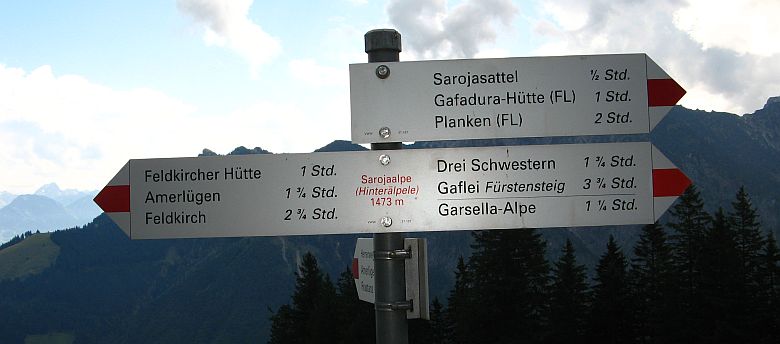 Sarojasattel ½ Std.
Gafadura-Hütte (FL) 1 Std.
Planken (FL) 2 Std.
Feldkircher Hütte 1 Std.
Amerlügen 1 ¾ Std.
Feldkirch 2 ¾ Std.
Sarojaalpe
(Hinterälpele)
1473 m
Drei Schwestern 1 ¾ Std.
Gaflei Fürstensteig 3 ¾ Std.
Garsella-Alpe 1 ¼ Std.